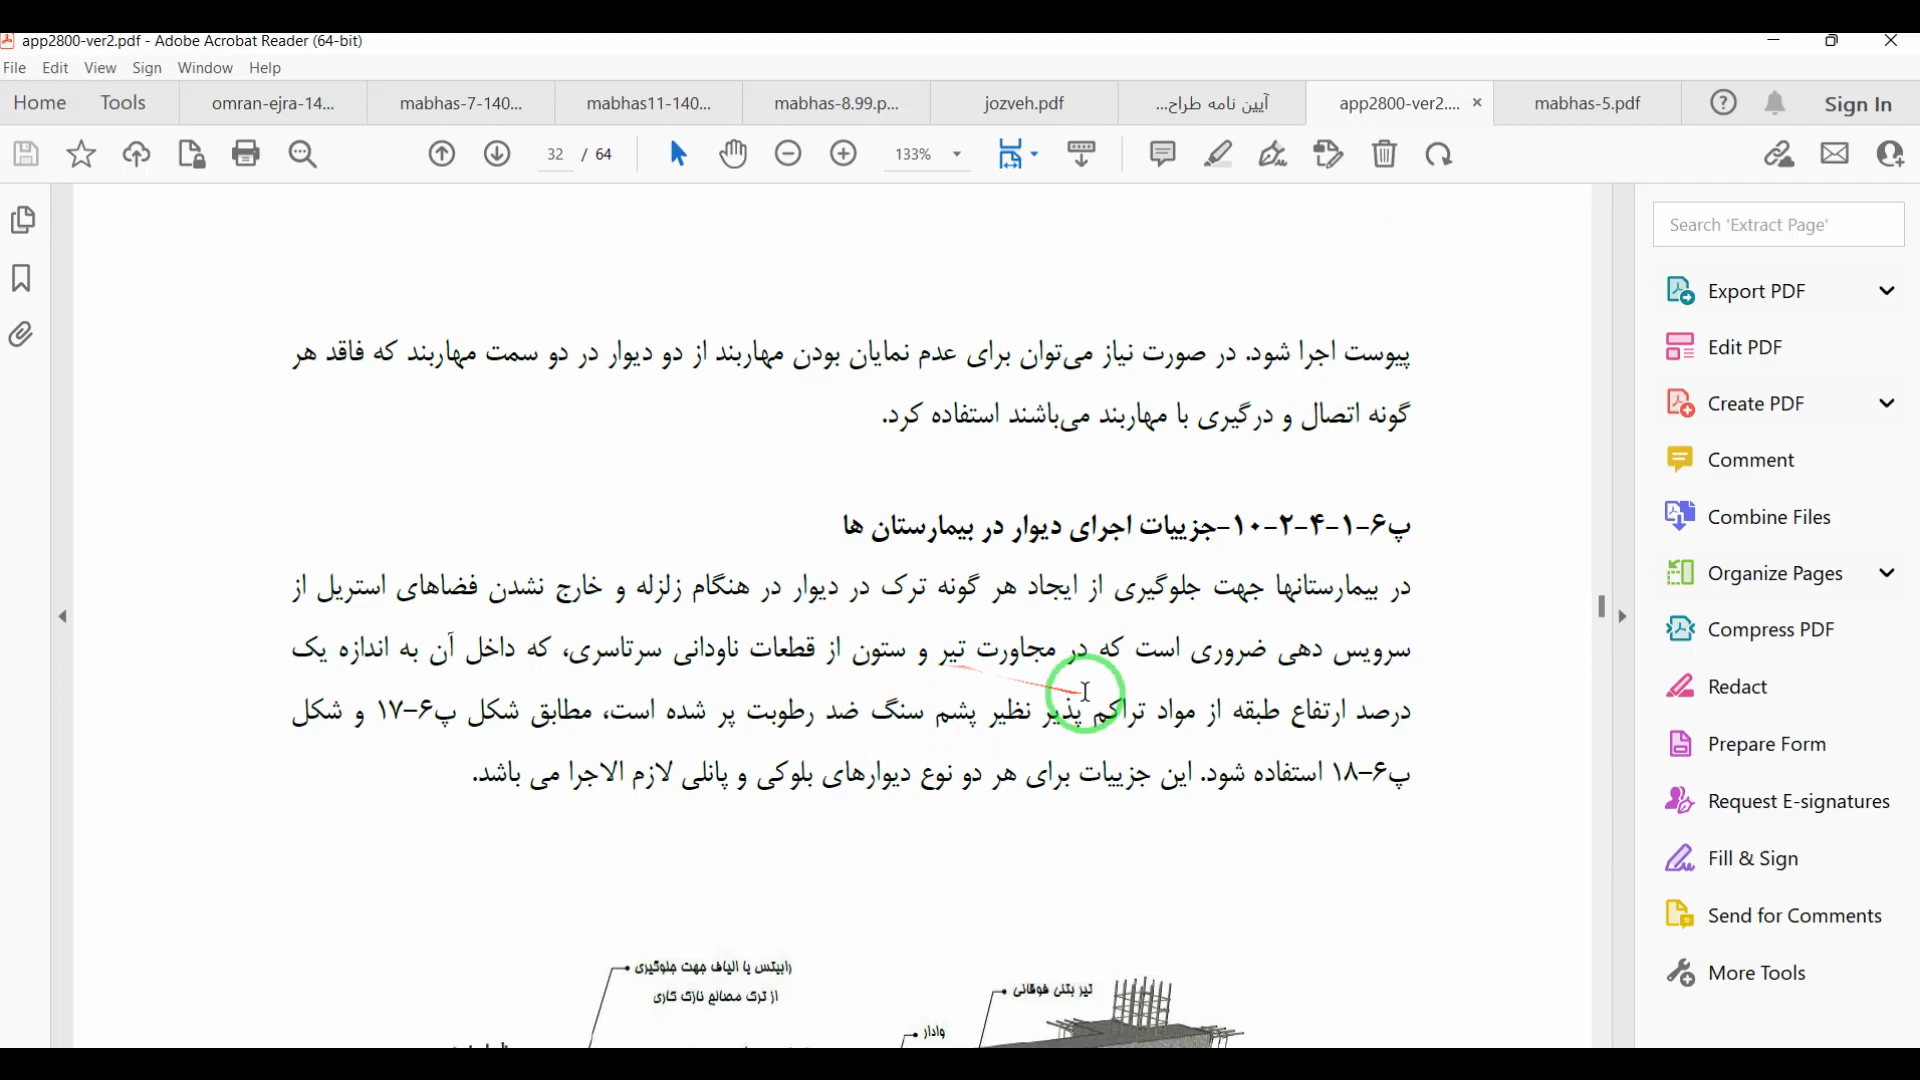 app2800-ver2.pdf - Adobe Acrobat Reader (64-bit)
File Edit View Sign Window Help
Home Tools omran-ejra-14... mabhas-7-140... mabhas11-140... mabhas-8.99.p... jozveh.pdf آیین نامه طراح... app2800-ver2.... mabhas-5.pdf Sign In
32 / 64 133%
Search 'Extract Page'
Export PDF
Edit PDF
Create PDF
Comment
Combine Files
Organize Pages
Compress PDF
Redact
Prepare Form
Request E-signatures
Fill & Sign
Send for Comments
More Tools
پیوست اجرا شود. در صورت نیاز می‌توان برای عدم نمایان بودن مهاربند از دو دیوار در دو سمت مهاربند که فاقد هر
گونه اتصال و درگیری با مهاربند می‌باشند استفاده کرد.
پ۶-۱-۴-۲-۱۰-جزییات اجرای دیوار در بیمارستان ها
در بیمارستانها جهت جلوگیری از ایجاد هر گونه ترک در دیوار در هنگام زلزله و خارج نشدن فضاهای استریل از
سرویس دهی ضروری است که در مجاورت تیر و ستون از قطعات ناودانی سرتاسری، که داخل آن به اندازه یک
درصد ارتفاع طبقه از مواد تراکم پذیر نظیر پشم سنگ ضد رطوبت پر شده است، مطابق شکل پ۶-۱۷ و شکل
پ۶-۱۸ استفاده شود. این جزییات برای هر دو نوع دیوارهای بلوکی و پانلی لازم الاجرا می باشد.
رابیتس یا الیاف جهت جلوگیری
از ترک مصالح نازک کاری
تیر بتنی فوقانی
وادار